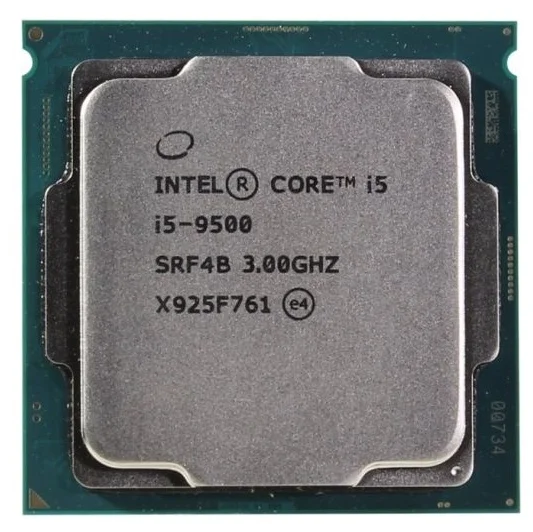 INTEL® CORE™ i5
i5-9500
SRF4B 3.00GHZ
X925F761 e4
00734